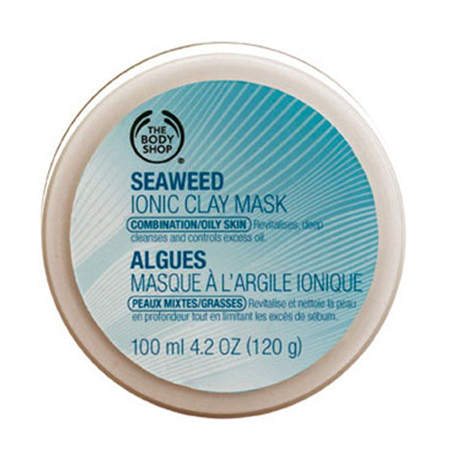 THE
BODY
SHOP
®
SEAWEED
IONIC CLAY MASK
COMBINATION/OILY SKIN Revitalises, deep
cleanses and controls excess oil.
ALGUES
MASQUE À L'ARGILE IONIQUE
PEAUX MIXTES/GRASSES Revitalise et nettoie la peau
en profondeur tout en limitant les excés de sébum.
100 ml 4.2 OZ (120 g)